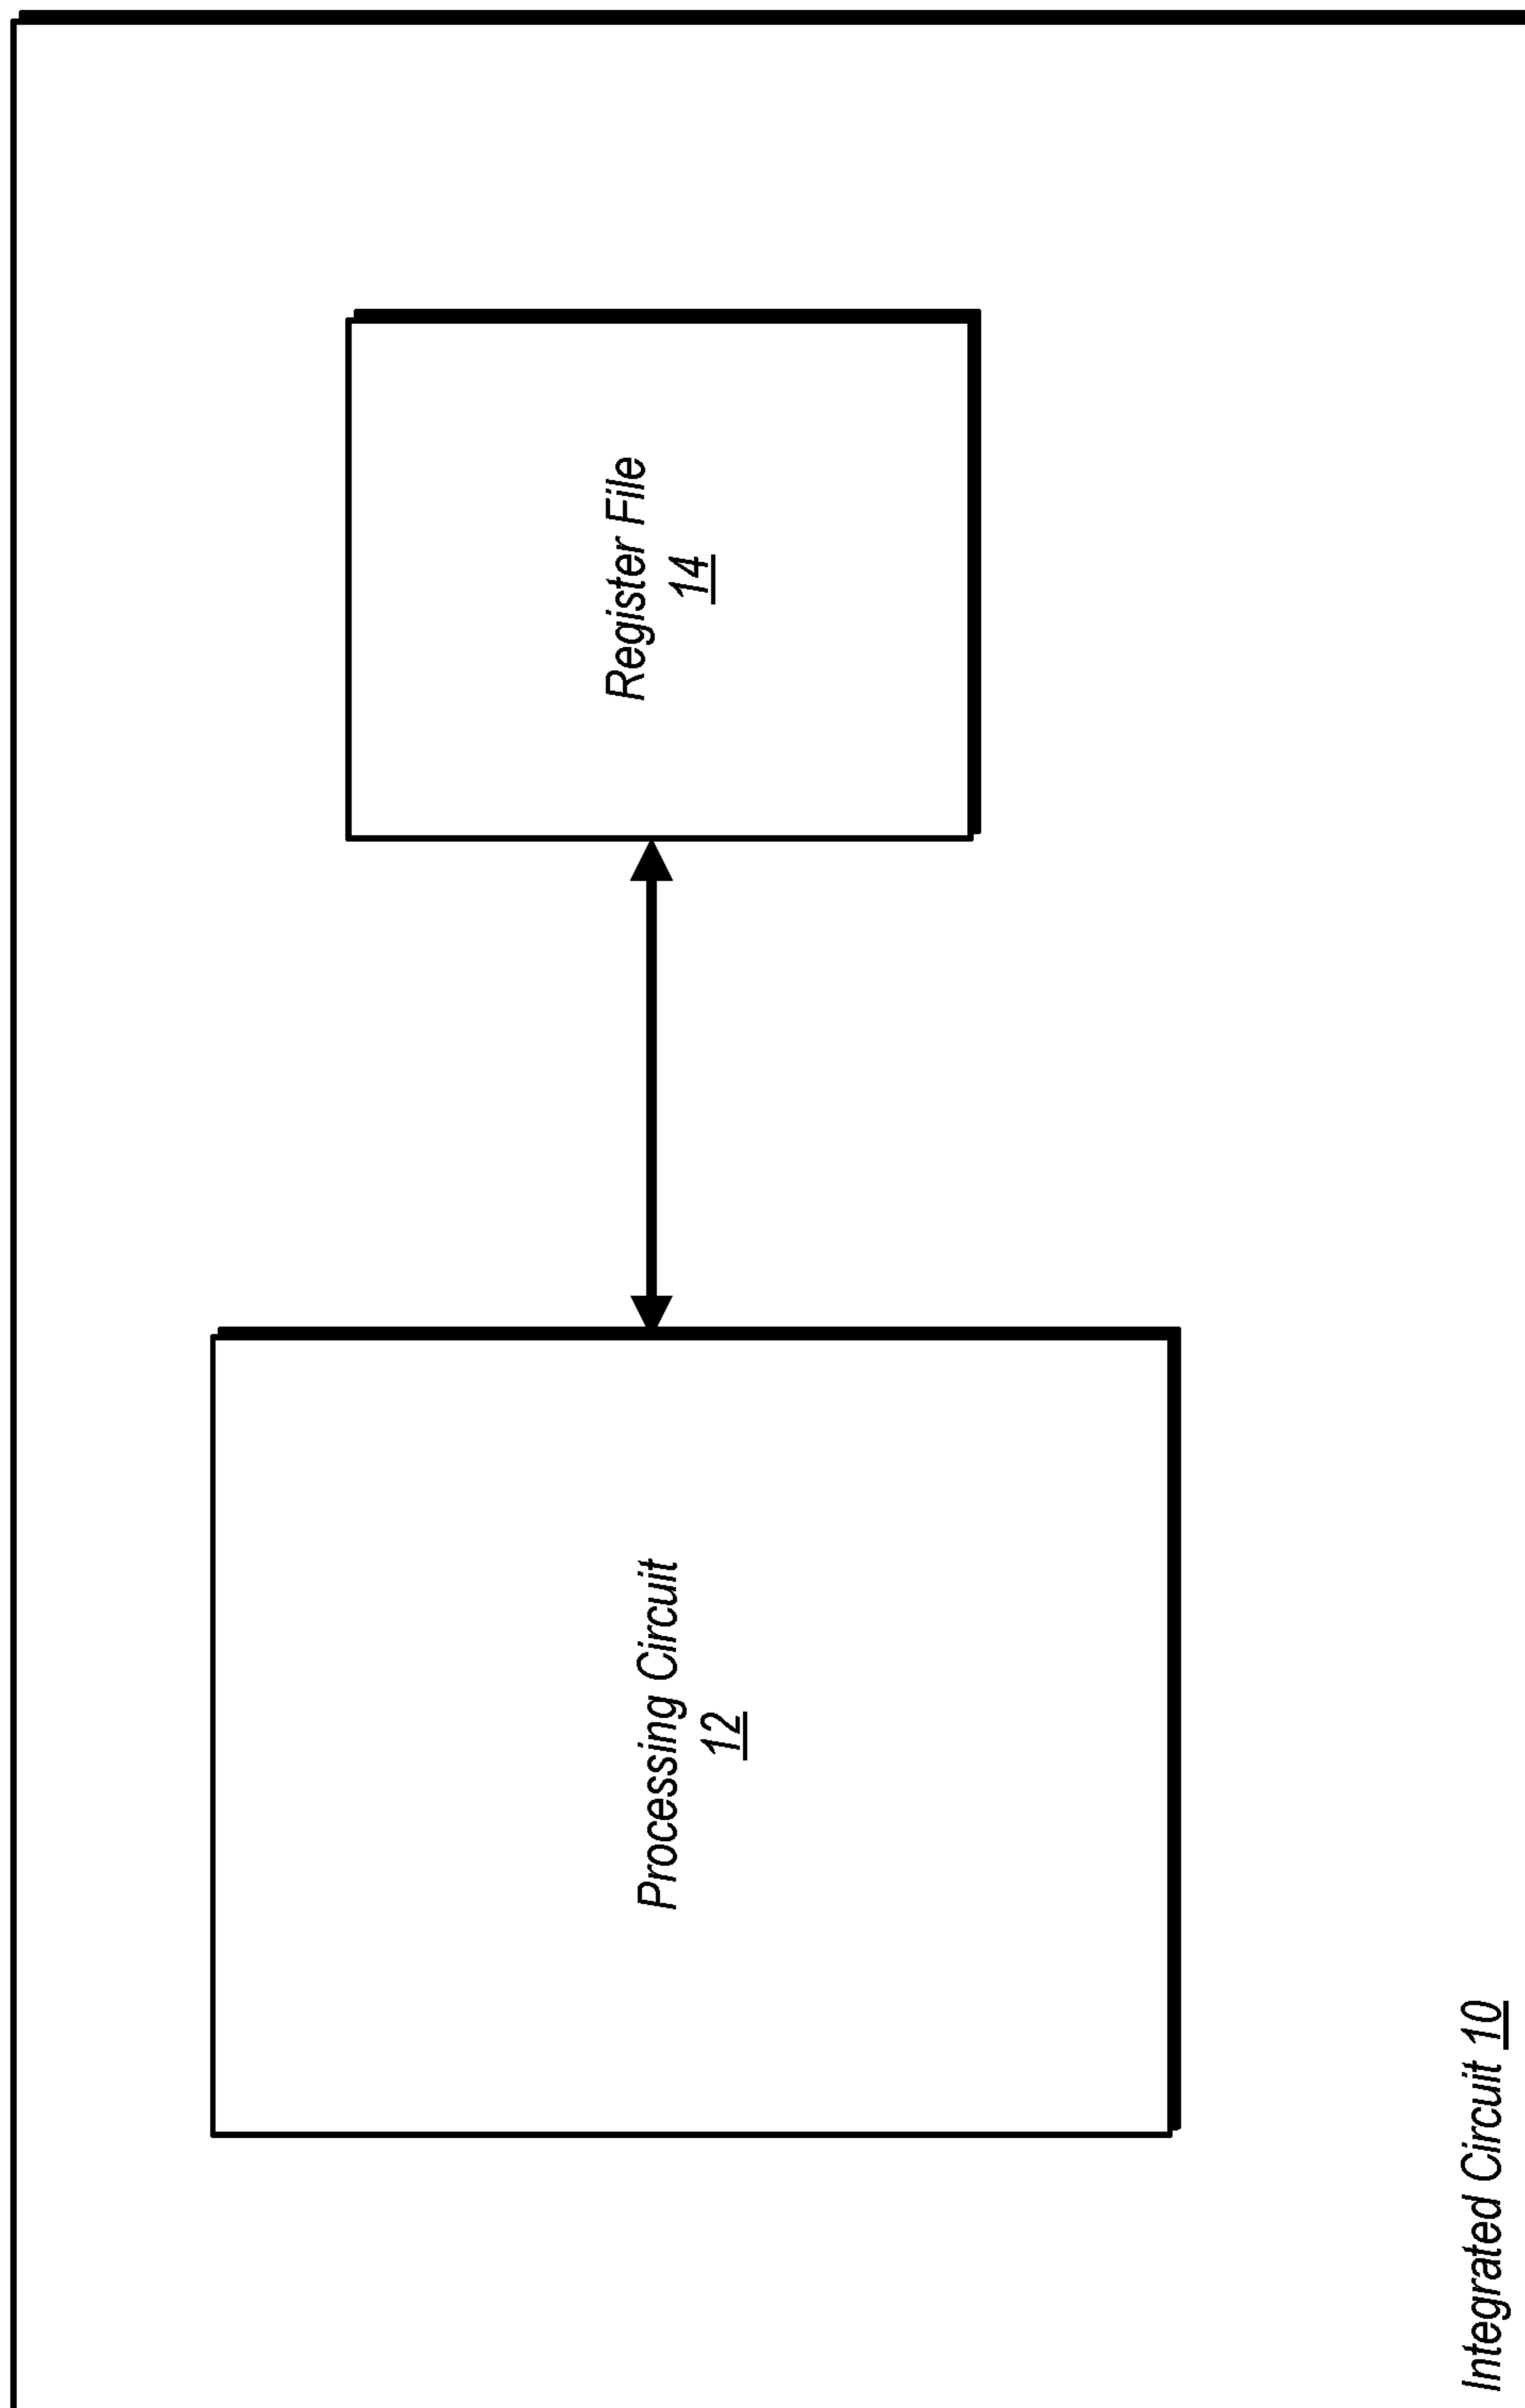 Processing Circuit
12
Register File
14
Integrated Circuit 10